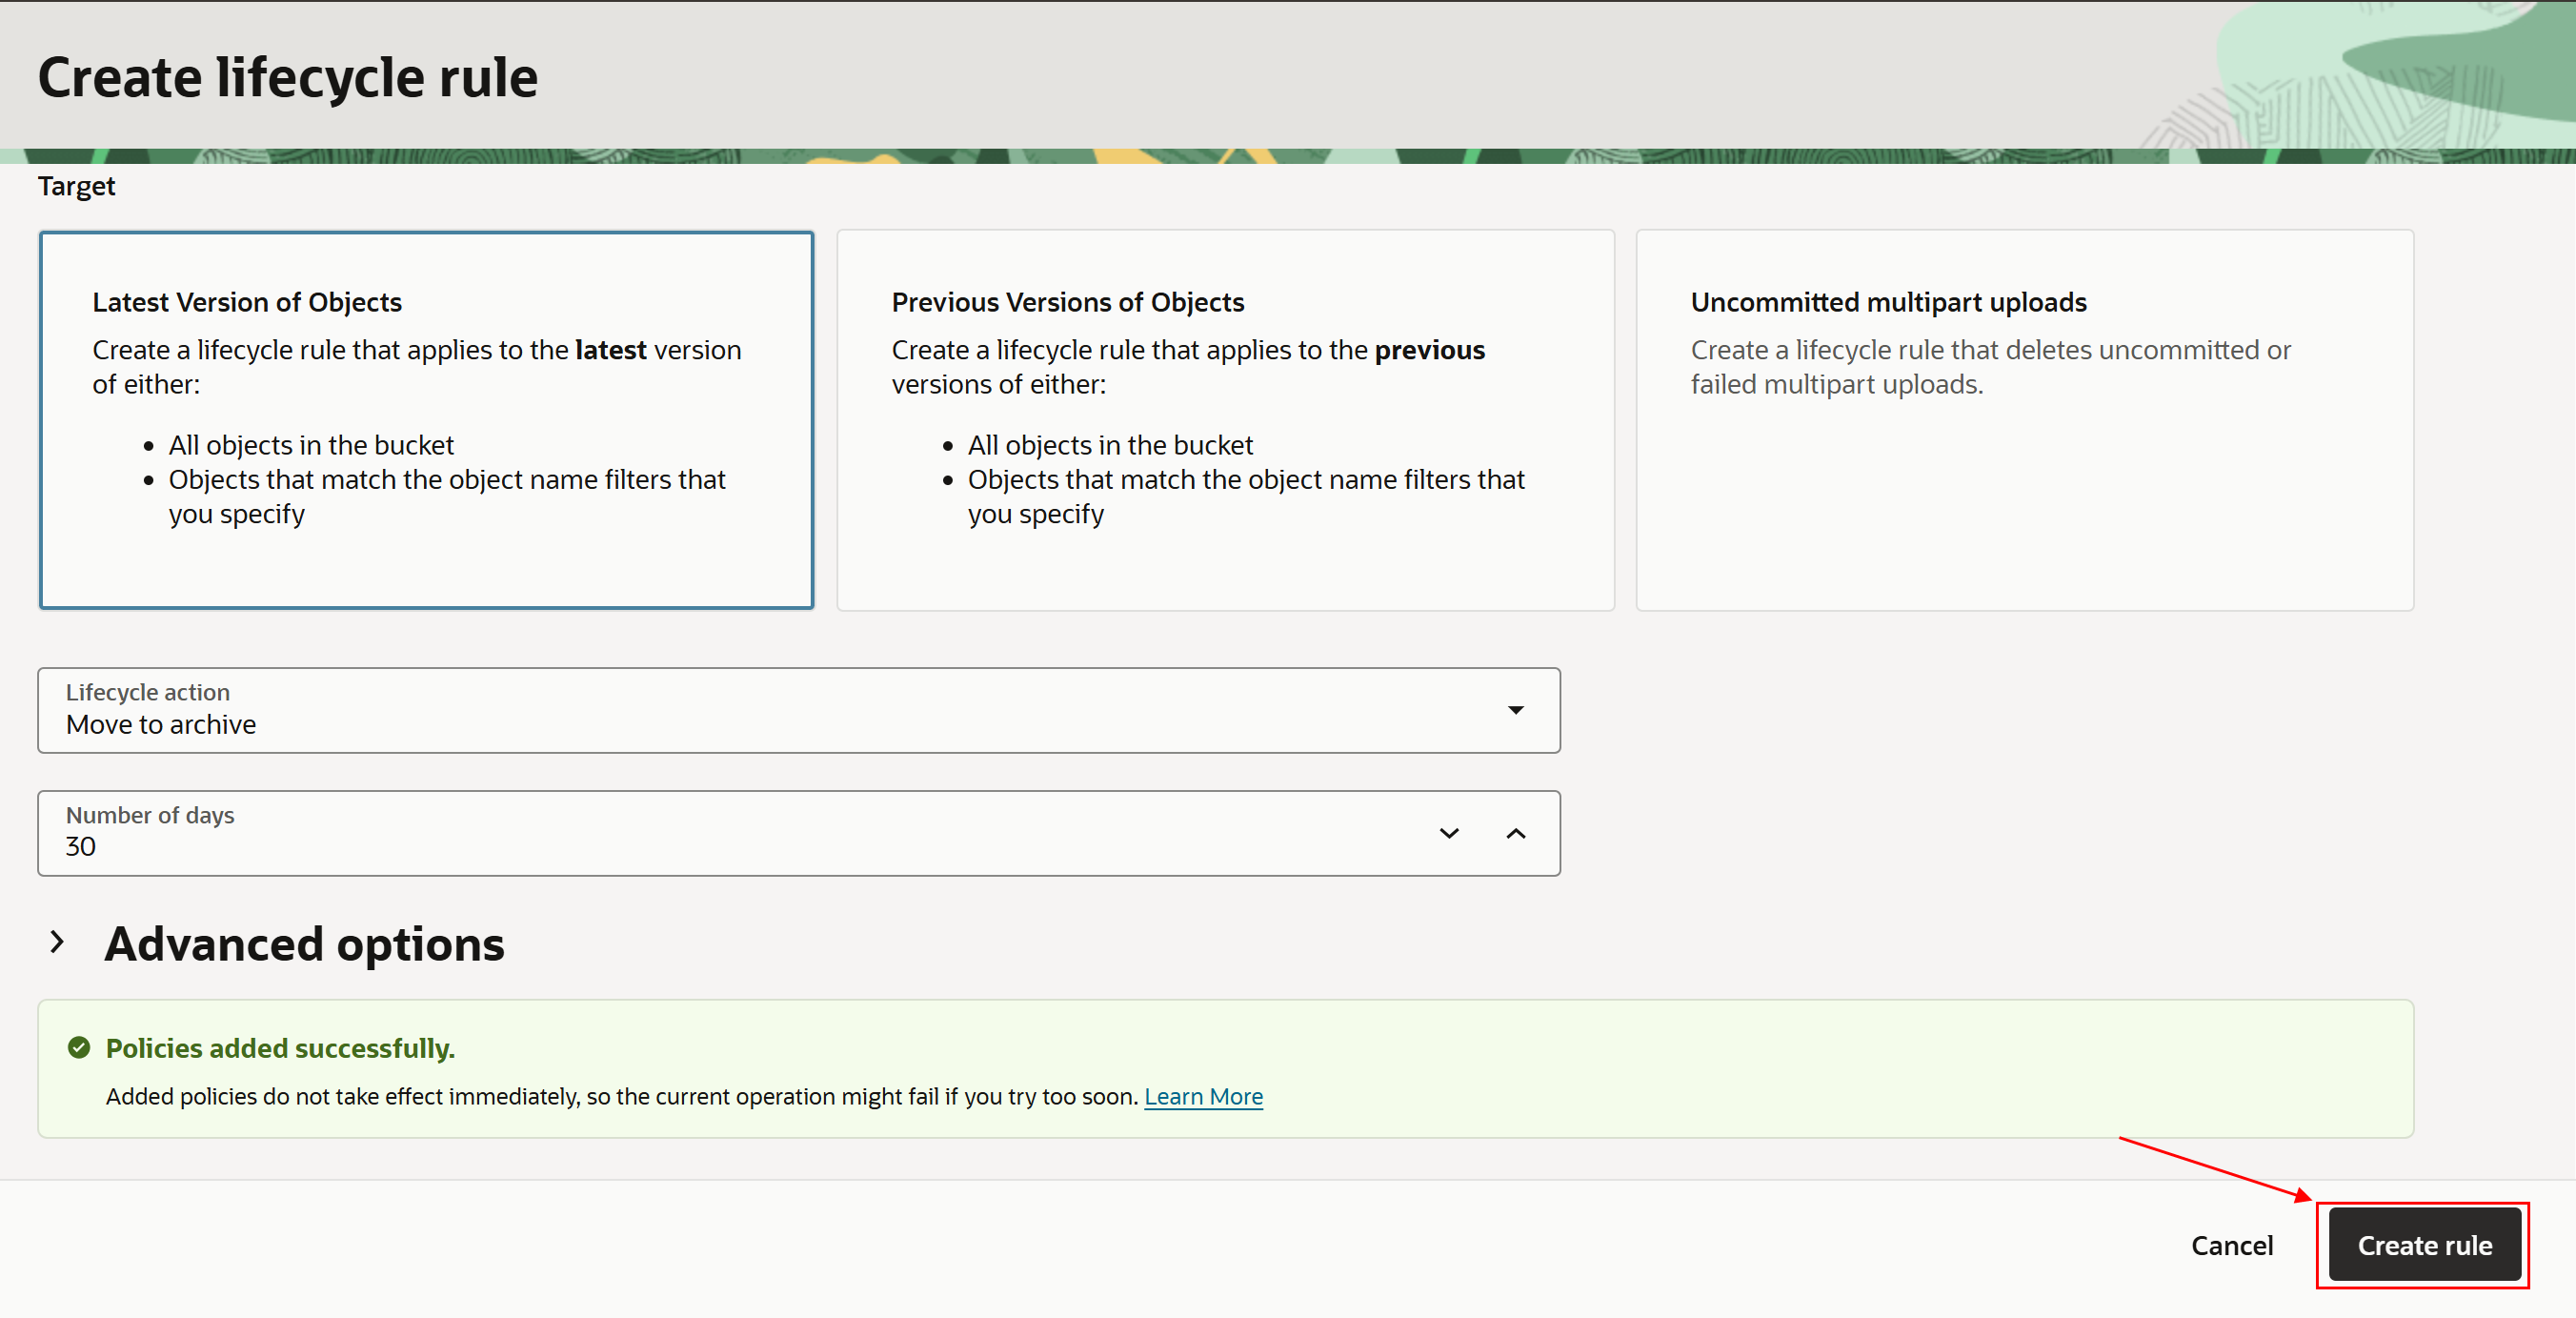 Create lifecycle rule
Target
Latest Version of Objects
Create a lifecycle rule that applies to the latest version
of either:
All objects in the bucket
Objects that match the object name filters that
you specify
Previous Versions of Objects
Create a lifecycle rule that applies to the previous
versions of either:
All objects in the bucket
Objects that match the object name filters that
you specify
Uncommitted multipart uploads
Create a lifecycle rule that deletes uncommitted or
failed multipart uploads.
Lifecycle action
Move to archive
Number of days
30
Advanced options
Policies added successfully.
Added policies do not take effect immediately, so the current operation might fail if you try too soon. Learn More
Cancel
Create rule